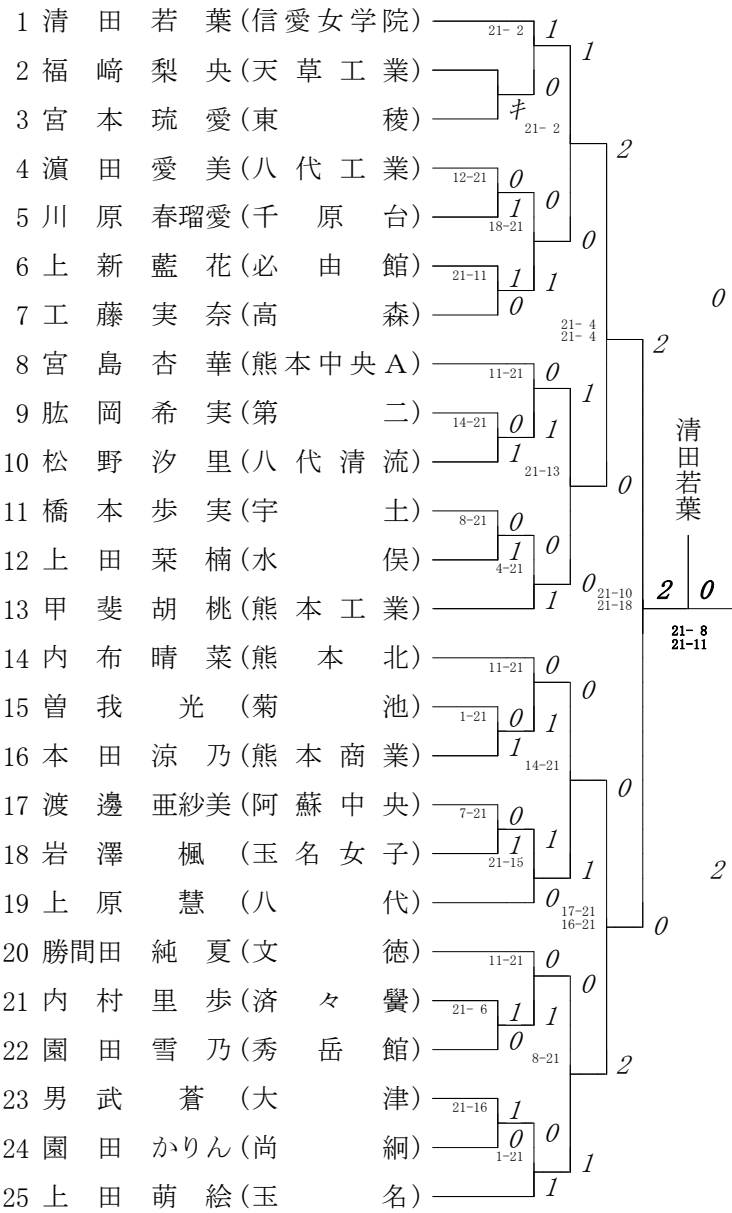 1 清田若葉(信愛女学院) 21- 2 1 1
2 福﨑梨央(天草工業) 0
3 宮本琉愛(東稜) キ 21- 2
2
4 濵田愛美(八代工業) 12-21 0 0
5 川原春瑠愛(千原台) 1 18-21 0
6 上新藍花(必由館) 21-11 1 1
7 工藤実奈(高森) 0
0
21- 4
21- 4 2
8 宮島杏華(熊本中央A) 11-21 0 1
9 肱岡希実(第二) 14-21 0 1
10 松野汐里(八代清流) 1 21-13 0
清田若葉
11 橋本歩実(宇土) 8-21 0 0
12 上田栞楠(水俣) 1 4-21 0
13 甲斐胡桃(熊本工業) 1
21-10
21-18 2 0
21- 8
21-11
14 内布晴菜(熊本北) 11-21 0 0
15 曽我光(菊池) 1-21 0 1
16 本田涼乃(熊本商業) 1 14-21 0
17 渡邊亜紗美(阿蘇中央) 7-21 0 1
18 岩澤楓(玉名女子) 1 21-15 1 2
19 上原慧(八代) 0
17-21
16-21 0
20 勝間田純夏(文徳) 11-21 0 0
21 内村里歩(済々黌) 21- 6 1 1
22 園田雪乃(秀岳館) 0 8-21 2
23 男武蒼(大津) 21-16 1 0
24 園田かりん(尚絅) 0 1-21 1
25 上田萌絵(玉名) 1